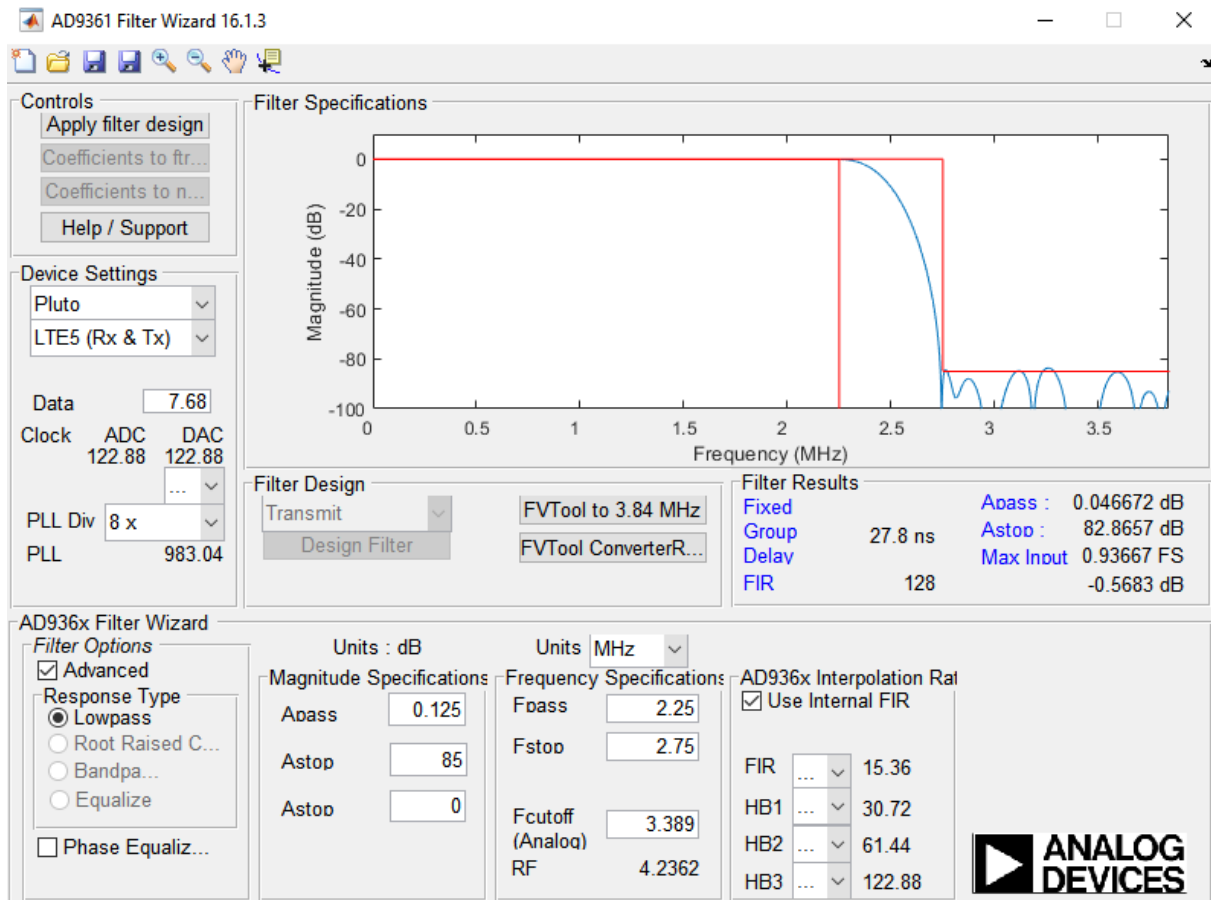 AD9361 Filter Wizard 16.1.3
Controls
Apply filter design
Coefficients to ftr...
Coefficients to n...
Help / Support
Device Settings
Pluto
LTE5 (Rx & Tx)
Data 7.68
Clock ADC DAC
122.88 122.88
...
PLL Div 8 x
PLL 983.04
Filter Specifications
Magnitude (dB)
0
-20
-40
-60
-80
-100
0 0.5 1 1.5 2 2.5 3 3.5
Frequency (MHz)
Filter Design
Transmit
Design Filter
FVTool to 3.84 MHz
FVTool ConverterR...
Filter Results
Fixed
Group
Delay
27.8 ns
FIR 128
Apass : 0.046672 dB
Astop : 82.8657 dB
Max Input 0.93667 FS
-0.5683 dB
AD936x Filter Wizard
Filter Options
Advanced
Response Type
Lowpass
Root Raised C...
Bandpa...
Equalize
Phase Equaliz...
Units : dB
Magnitude Specifications
Apass 0.125
Astop 85
Astop 0
Units MHz
Frequency Specifications
Fpass 2.25
Fstop 2.75
Fcutoff
(Analog)
3.389
RF 4.2362
AD936x Interpolation Rat
Use Internal FIR
FIR ... 15.36
HB1 ... 30.72
HB2 ... 61.44
HB3 ... 122.88
ANALOG
DEVICES